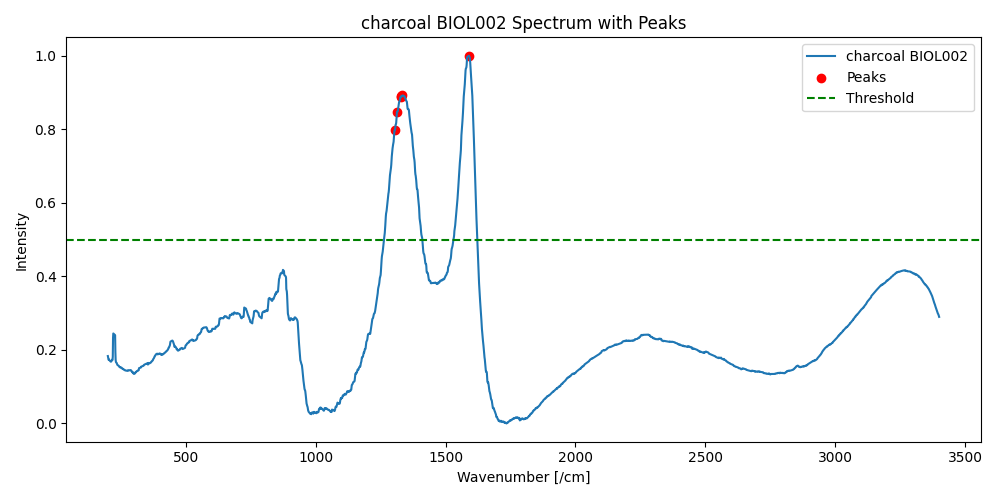 charcoal BIOL002 Spectrum with Peaks
charcoal BIOL002
Peaks
Threshold
Intensity
1.0
0.8
0.6
0.4
0.2
0.0
500 1000 1500 2000 2500 3000 3500
Wavenumber [/cm]